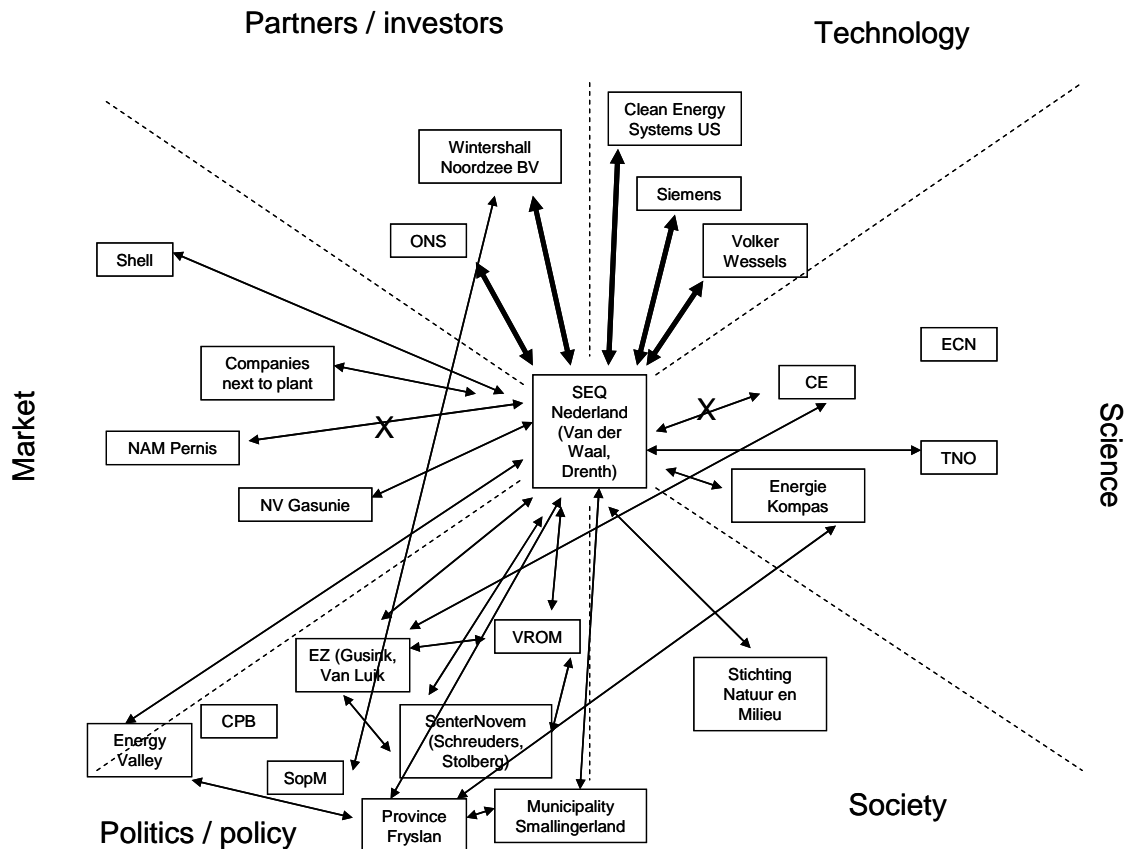 Partners / investors
Technology
Clean Energy
Systems US
Wintershall
Noordzee BV
Siemens
ONS
Volker
Wessels
Shell
ECN
Companies
next to plant
CE
SEQ
Nederland
(Van der
Waal,
Drenth)
X
X
Market
Science
NAM Pernis
TNO
NV Gasunie
Energie
Kompas
VROM
EZ (Gusink,
Van Luik
Stichting
Natuur en
Milieu
CPB
SenterNovem
(Schreuders,
Stolberg)
Energy
Valley
SopM
Province
Fryslan
Municipality
Smallingerland
Society
Politics / policy